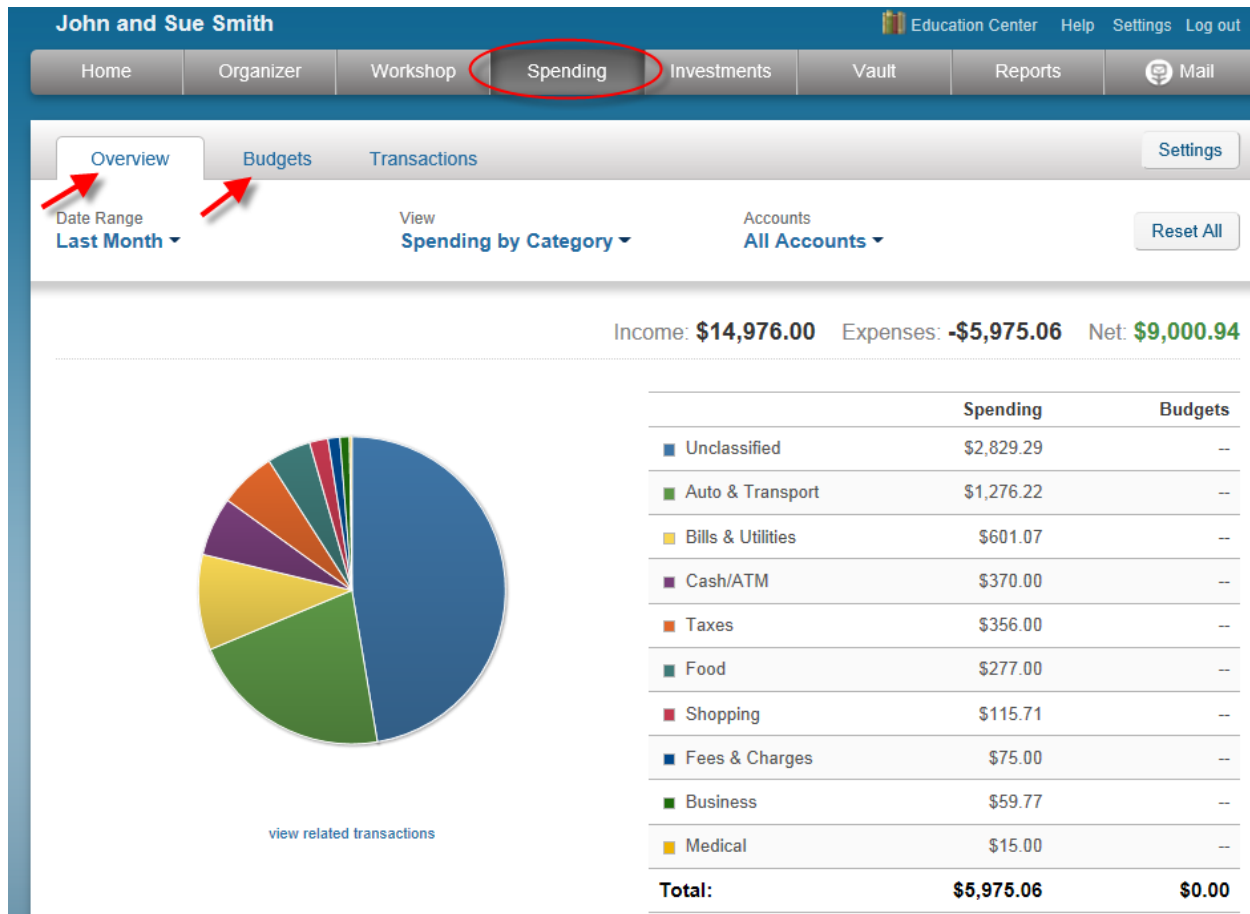 John and Sue Smith Education Center Help Settings Log out
Home Organizer Workshop Spending Investments Vault Reports Mail
Overview Budgets Transactions Settings
Date Range View Accounts
Last Month Spending by Category All Accounts Reset All
Income: $14,976.00 Expenses: -$5,975.06 Net: $9,000.94
Spending Budgets
Unclassified $2,829.29 --
Auto & Transport $1,276.22 --
Bills & Utilities $601.07 --
Cash/ATM $370.00 --
Taxes $356.00 --
Food $277.00 --
Shopping $115.71 --
Fees & Charges $75.00 --
Business $59.77 --
view related transactions
Medical $15.00 --
Total: $5,975.06 $0.00